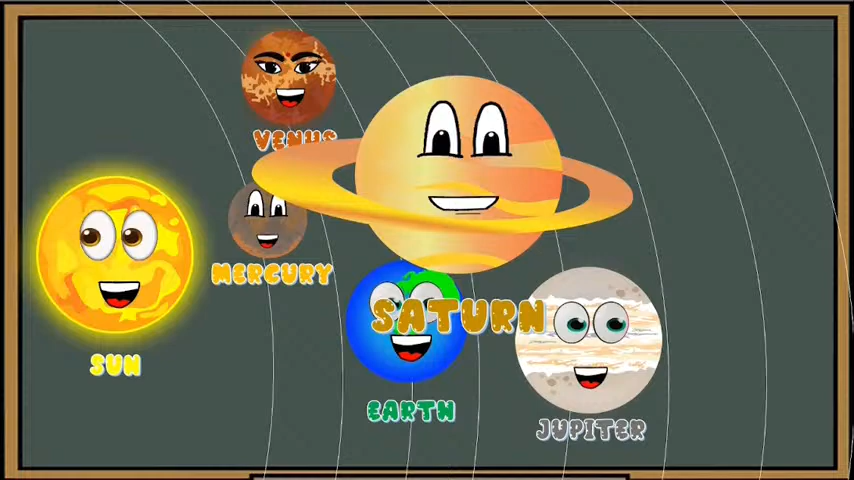 VENUS
MERCURY
SATURN
SUN
EARTH
JUPITER